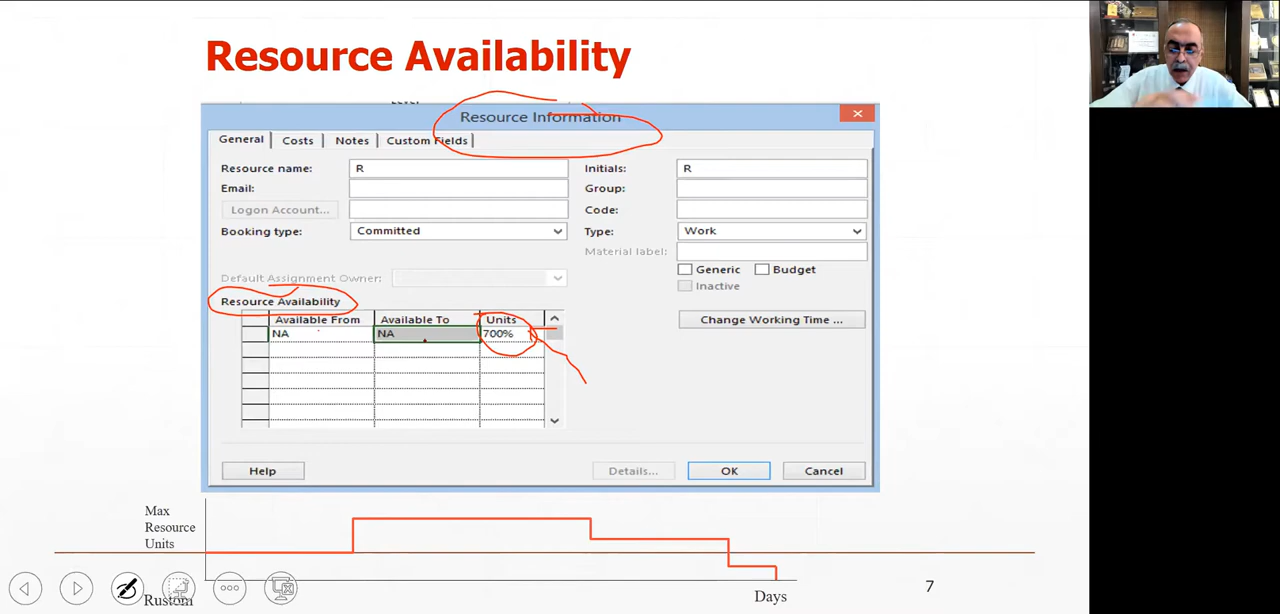 Resource Availability
Resource Information
General Costs Notes Custom Fields
Resource name: R Initials: R
Email: Group:
Logon Account... Code:
Booking type: Committed Type: Work
Material label:
Generic Budget
Default Assignment Owner: Inactive
Resource Availability
Available From Available To Units Change Working Time ...
NA NA 700%
Help Details... OK Cancel
Max
Resource
Units
Rustom Days 7